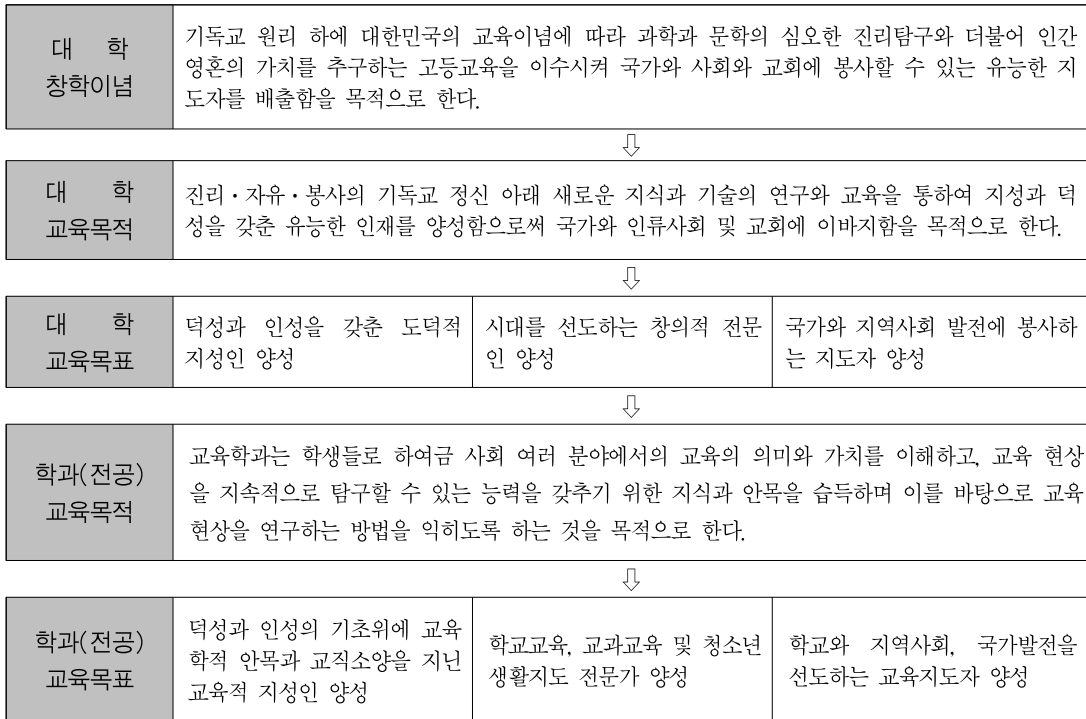 대 학
창학이념
기독교 원리 하에 대한민국의 교육이념에 따라 과학과 문학의 심오한 진리탐구와 더불어 인간
영혼의 가치를 추구하는 고등교육을 이수시켜 국가와 사회와 교회에 봉사할 수 있는 유능한 지
도자를 배출함을 목적으로 한다.
⇩
대 학
교육목적
진리・자유・봉사의 기독교 정신 아래 새로운 지식과 기술의 연구와 교육을 통하여 지성과 덕
성을 갖춘 유능한 인재를 양성함으로써 국가와 인류사회 및 교회에 이바지함을 목적으로 한다.
⇩
대 학
교육목표
덕성과 인성을 갖춘 도덕적
지성인 양성
시대를 선도하는 창의적 전문
인 양성
국가와 지역사회 발전에 봉사하
는 지도자 양성
⇩
학과(전공)
교육목적
교육학과는 학생들로 하여금 사회 여러 분야에서의 교육의 의미와 가치를 이해하고, 교육 현상
을 지속적으로 탐구할 수 있는 능력을 갖추기 위한 지식과 안목을 습득하며 이를 바탕으로 교육
현상을 연구하는 방법을 익히도록 하는 것을 목적으로 한다.
⇩
학과(전공)
교육목표
덕성과 인성의 기초위에 교육
학적 안목과 교직소양을 지닌
교육적 지성인 양성
학교교육, 교과교육 및 청소년
생활지도 전문가 양성
학교와 지역사회, 국가발전을
선도하는 교육지도자 양성